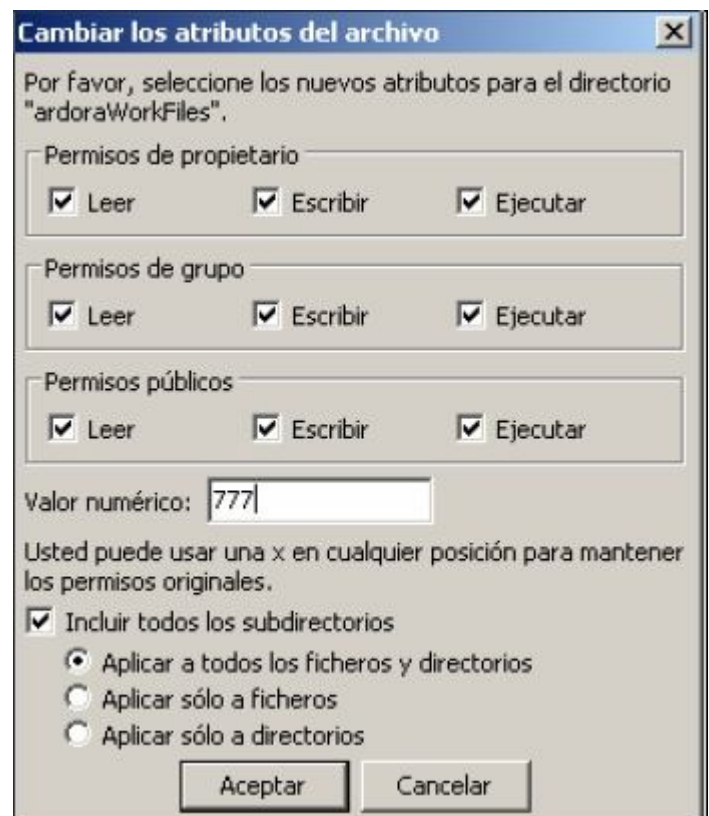 Cambiar los atributos del archivo
Por favor, seleccione los nuevos atributos para el directorio
"ardoraWorkFiles".
Permisos de propietario
Leer Escribir Ejecutar
Permisos de grupo
Leer Escribir Ejecutar
Permisos públicos
Leer Escribir Ejecutar
Valor numérico: 777
Usted puede usar una x en cualquier posición para mantener
los permisos originales.
Incluir todos los subdirectorios
Aplicar a todos los ficheros y directorios
Aplicar sólo a ficheros
Aplicar sólo a directorios
Aceptar Cancelar